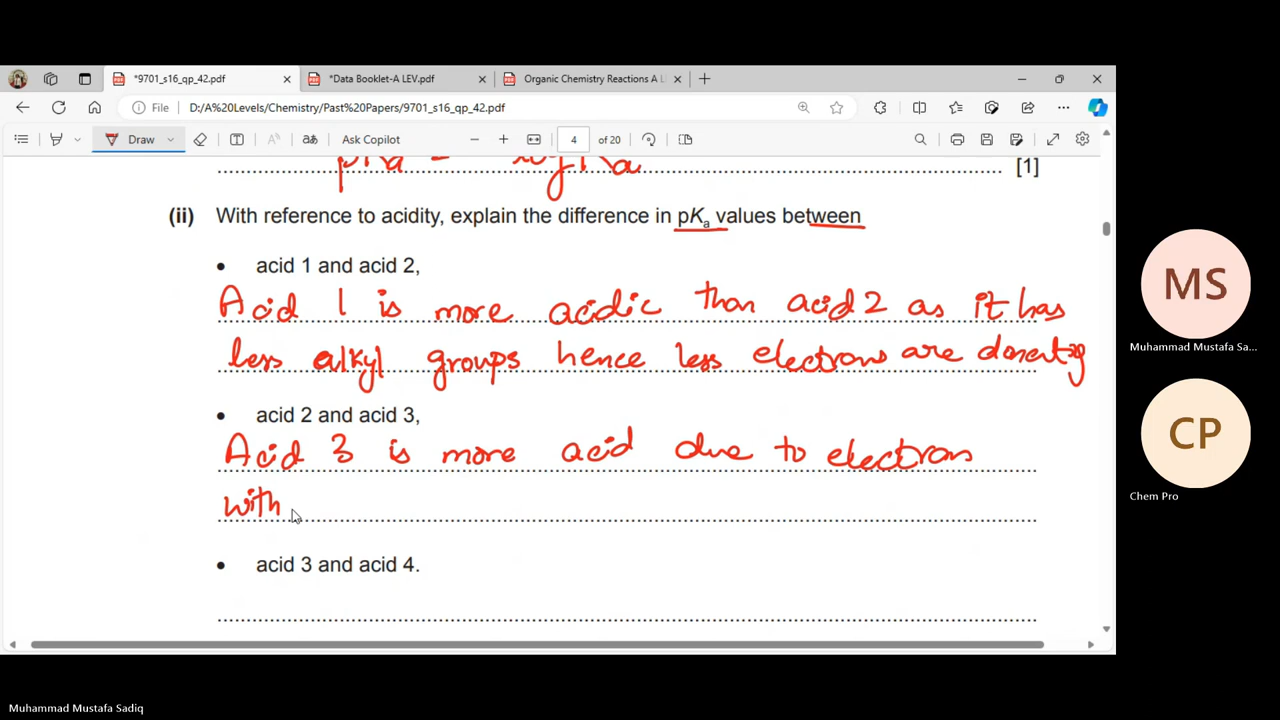 *9701_s16_qp_42.pdf
*Data Booklet-A LEV.pdf
Organic Chemistry Reactions A L
File
D:/A%20Levels/Chemistry/Past%20Papers/9701_s16_qp_42.pdf
Draw
Ask Copilot
4 of 20
pKa = - log Ka
[1]
(ii) With reference to acidity, explain the difference in pKa values between
• acid 1 and acid 2,
Acid 1 is more acidic than acid 2 as it has
less alkyl groups hence less electrons are donating
• acid 2 and acid 3,
Acid 3 is more acid due to electrons
with
• acid 3 and acid 4.
MS
Muhammad Mustafa Sa...
CP
Chem Pro
Muhammad Mustafa Sadiq